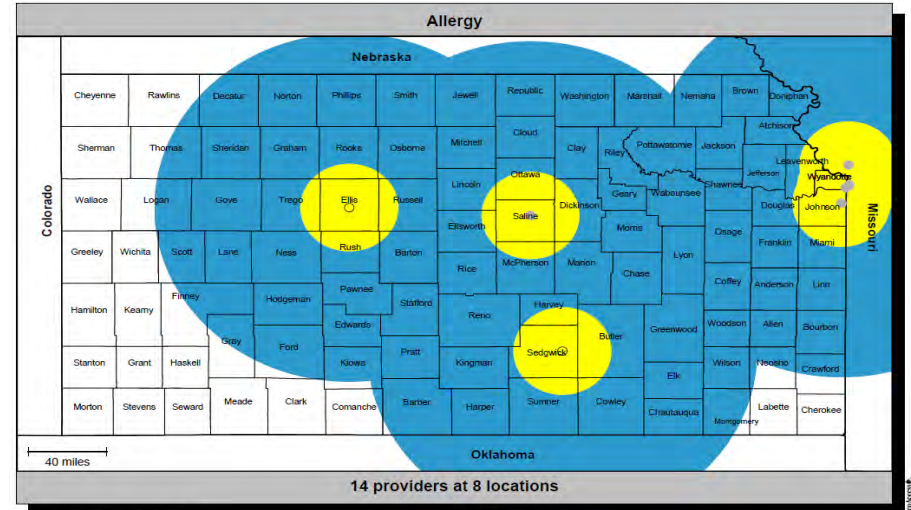 Allergy
Nebraska
Cheyenne Rawlins Decatur Norton Phillips Smith Jewell Republic Washington Marshall Nemaha Brown Doniphan
Atchison
Sherman Thomas Sheridan Graham Rooks Osborne Mitchell Cloud Clay Riley Pottawatomie Jackson
Leavenworth
Jefferson Wyandotte
Wallace Logan Gove Trego Ellis Russell Lincoln Ottawa Geary Wabaunsee Shawnee
Saline Dickinson Douglas Johnson
Colorado
Missouri
Ellsworth Morris Osage
Greeley Wichita Scott Lane Ness Rush Barton Rice McPherson Marion Chase Lyon Franklin Miami
Hamilton Kearny Finney Hodgeman Pawnee Stafford Reno Harvey Coffey Anderson Linn
Edwards
Gray Ford Sedgwick Butler Greenwood Woodson Allen Bourbon
Stanton Grant Haskell Kiowa Pratt Kingman Elk Wilson Neosho Crawford
Morton Stevens Seward Meade Clark Comanche Barber Harper Sumner Cowley Chautauqua Montgomery Labette Cherokee
40 miles
Oklahoma
14 providers at 8 locations